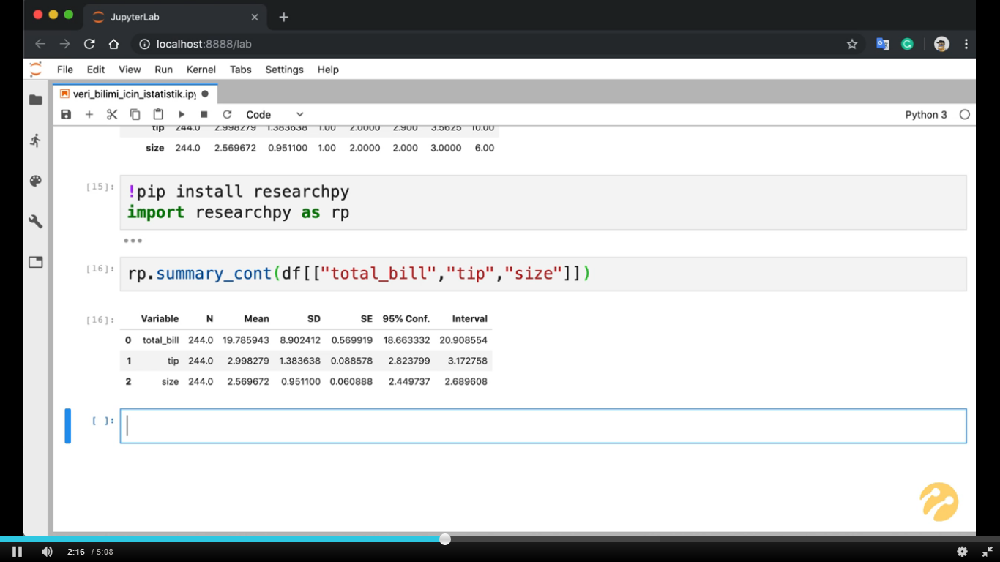 JupyterLab
localhost:8888/lab
File Edit View Run Kernel Tabs Settings Help
veri_bilimi_icin_istatistik.ipy
Code Python 3
tip 244.0 2.998279 1.383638 1.00 2.0000 2.900 3.5625 10.00
size 244.0 2.569672 0.951100 1.00 2.0000 2.000 3.0000 6.00
[15]: !pip install researchpy
import researchpy as rp
[16]: rp.summary_cont(df[["total_bill","tip","size"]])
[16]: Variable N Mean SD SE 95% Conf. Interval
0 total_bill 244.0 19.785943 8.902412 0.569919 18.663332 20.908554
1 tip 244.0 2.998279 1.383638 0.088578 2.823799 3.172758
2 size 244.0 2.569672 0.951100 0.060888 2.449737 2.689608
[ ]:
2:16 / 5:08